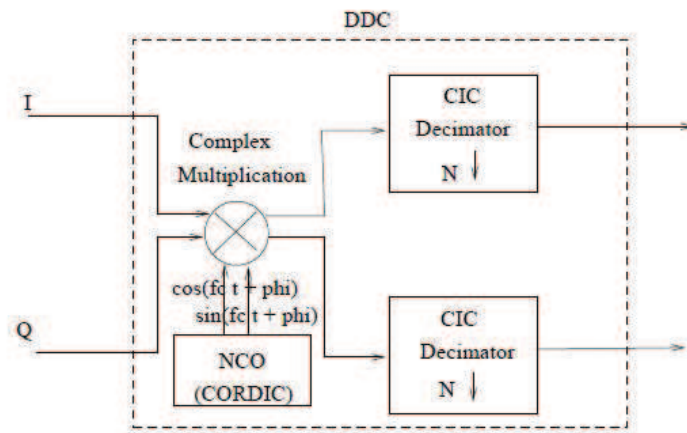 DDC
I
CIC
Decimator
N
Complex
Multiplication
cos(fc t + phi)
sin(fc t + phi)
Q
NCO
(CORDIC)
CIC
Decimator
N